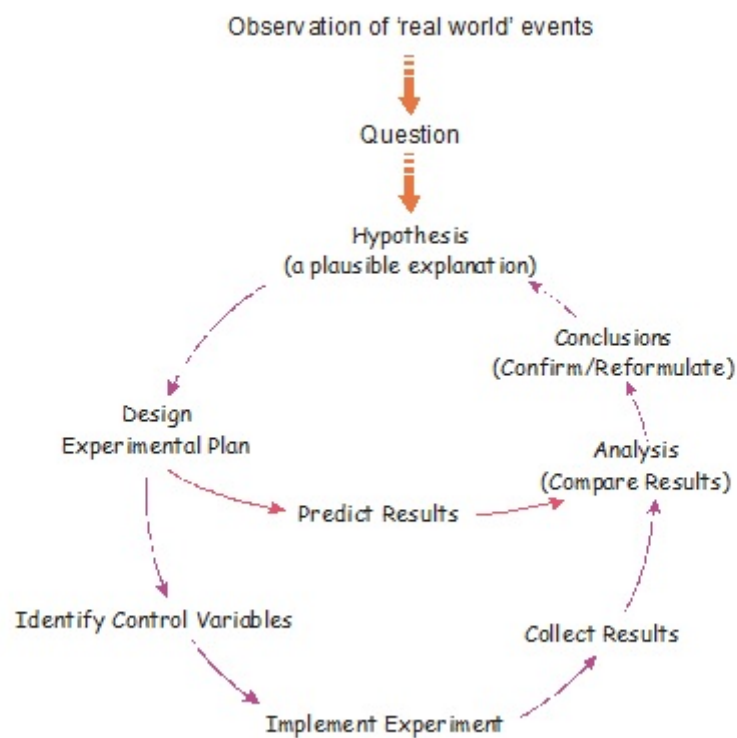 Observation of ‘real world’ events
Question
Hypothesis
(a plausible explanation)
Conclusions
(Confirm/Reformulate)
Design
Experimental Plan
Analysis
(Compare Results)
Predict Results
Identify Control Variables
Collect Results
Implement Experiment